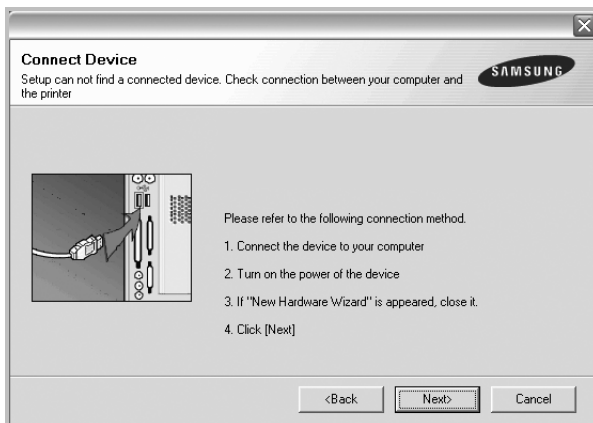 Connect Device
Setup can not find a connected device. Check connection between your computer and
the printer
SAMSUNG
Please refer to the following connection method.
1. Connect the device to your computer
2. Turn on the power of the device
3. If "New Hardware Wizard" is appeared, close it.
4. Click [Next]
<Back
Next>
Cancel